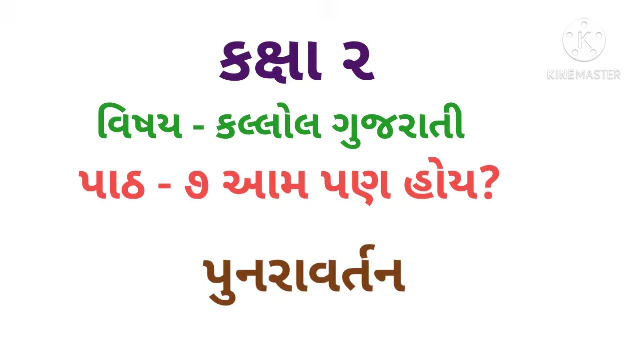 કક્ષા ૨
KINEMASTER
વિષય - કલ્લોલ ગુજરાતી
પાઠ - ૭ આમ પણ હોય?
પુનરાવર્તન